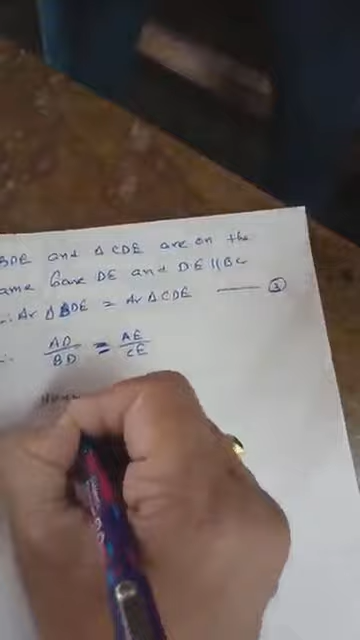 BDE and Δ CDE are on the
ame base DE and DE || BC
∴ Ar Δ BDE = Ar Δ CDE —— ③
∴ AD/BD = AE/CE